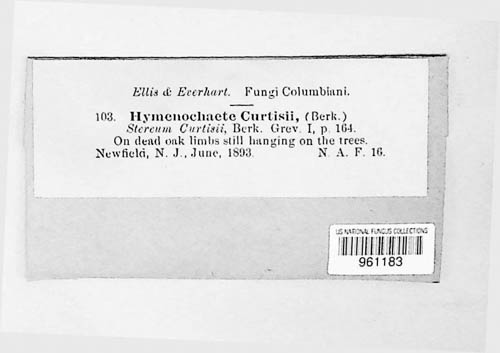 Ellis & Everhart. Fungi Columbiani.
103. Hymenochaete Curtisii, (Berk.)
Stereum Curtisii, Berk. Grev. I, p. 164.
On dead oak limbs still hanging on the trees.
Newfield, N. J., June, 1893. N. A. F. 16.
US NATIONAL FUNGUS COLLECTIONS
961183